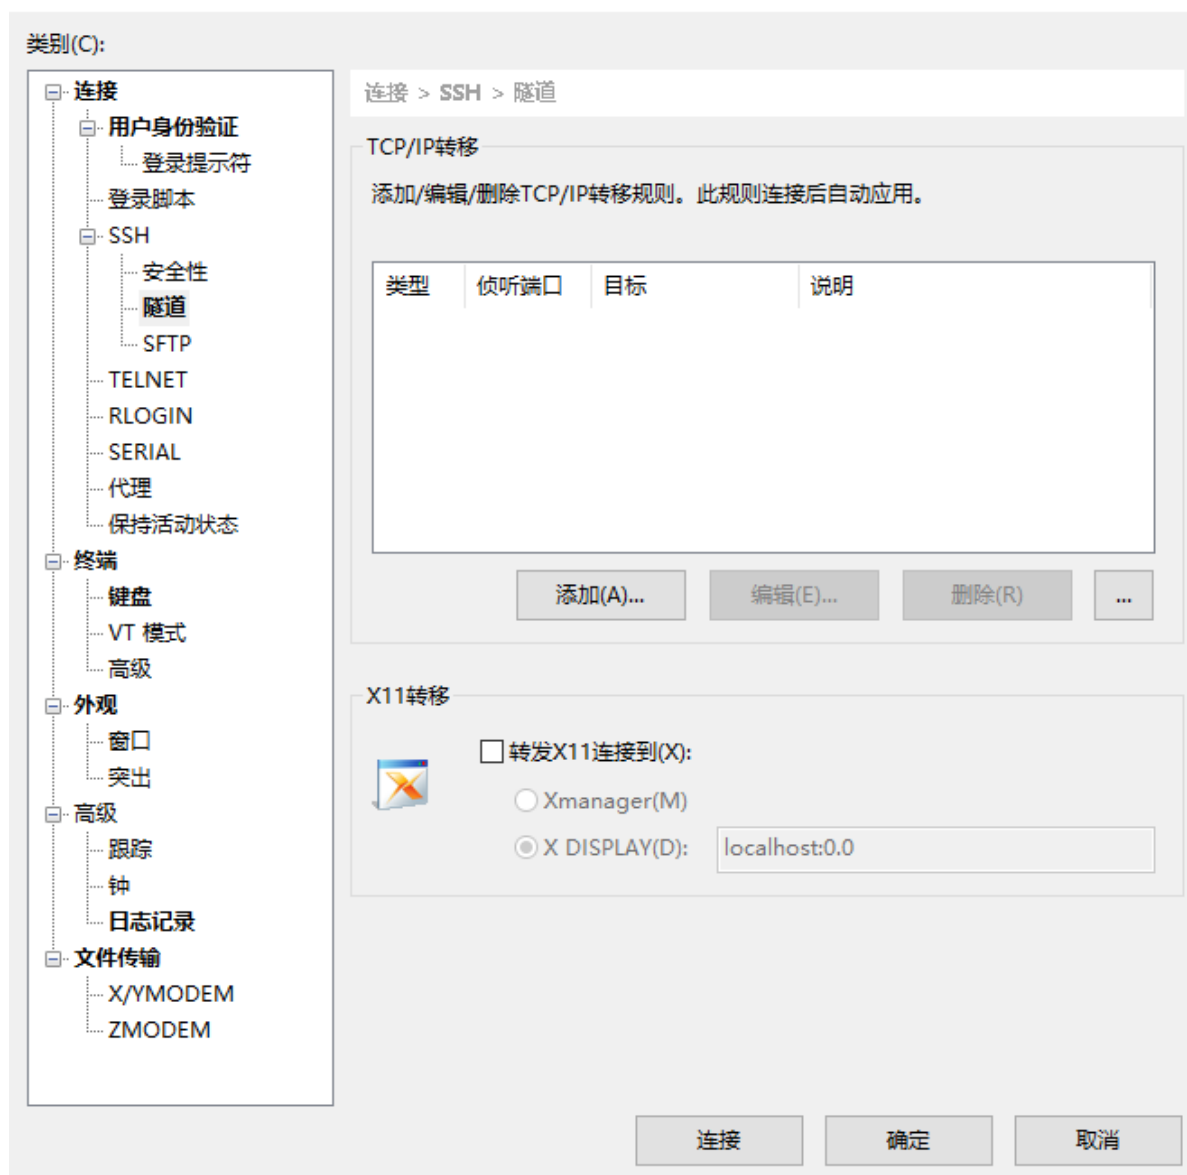 类别(C):
连接
用户身份验证
登录提示符
登录脚本
SSH
安全性
隧道
SFTP
TELNET
RLOGIN
SERIAL
代理
保持活动状态
终端
键盘
VT 模式
高级
外观
窗口
突出
高级
跟踪
钟
日志记录
文件传输
X/YMODEM
ZMODEM
连接 > SSH > 隧道
TCP/IP转移
添加/编辑/删除TCP/IP转移规则。此规则连接后自动应用。
类型 侦听端口 目标 说明
添加(A)... 编辑(E)... 删除(R) ...
X11转移
转发X11连接到(X):
Xmanager(M)
X DISPLAY(D): localhost:0.0
连接 确定 取消